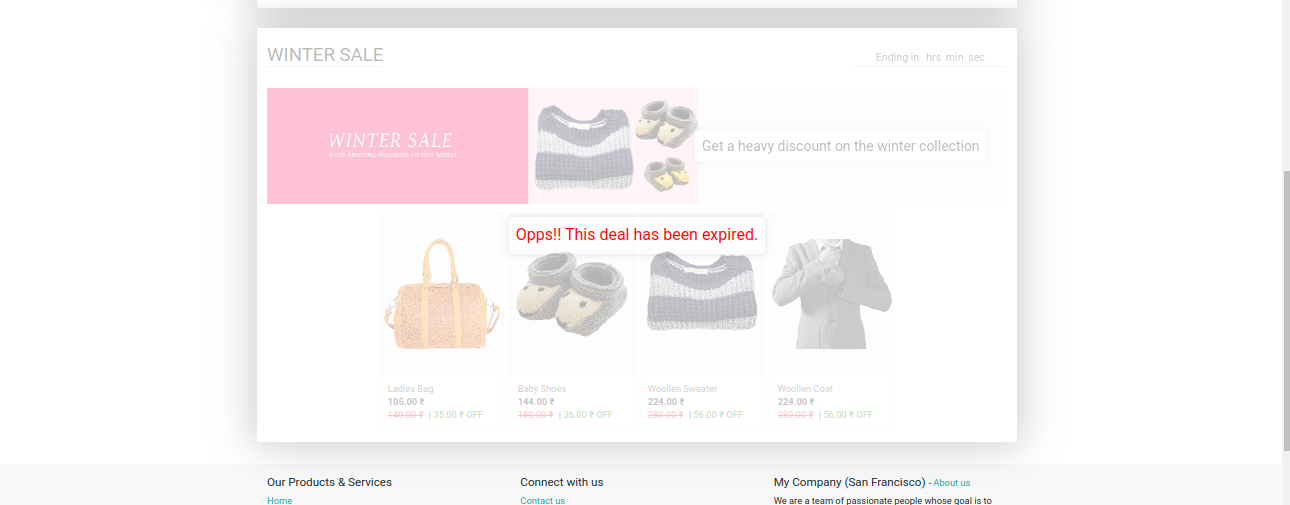 WINTER SALE
Ending in hrs min sec
WINTER SALE
Grab amazing discounts on this winter
Get a heavy discount on the winter collection
Opps!! This deal has been expired.
Ladies Bag
105.00 ₹
140.00 ₹ | 35.00 ₹ OFF
Baby Shoes
144.00 ₹
180.00 ₹ | 36.00 ₹ OFF
Woollen Sweater
224.00 ₹
280.00 ₹ | 56.00 ₹ OFF
Woollen Coat
224.00 ₹
280.00 ₹ | 56.00 ₹ OFF
Our Products & Services
Home
Connect with us
Contact us
My Company (San Francisco) - About us
We are a team of passionate people whose goal is to